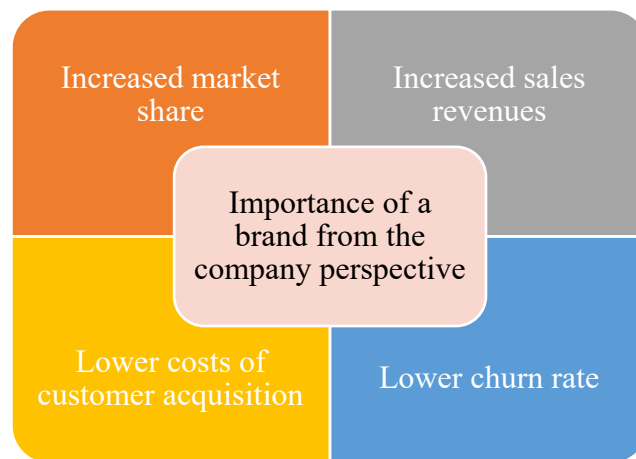 Increased market
share
Increased sales
revenues
Importance of a
brand from the
company perspective
Lower costs of
customer acquisition
Lower churn rate